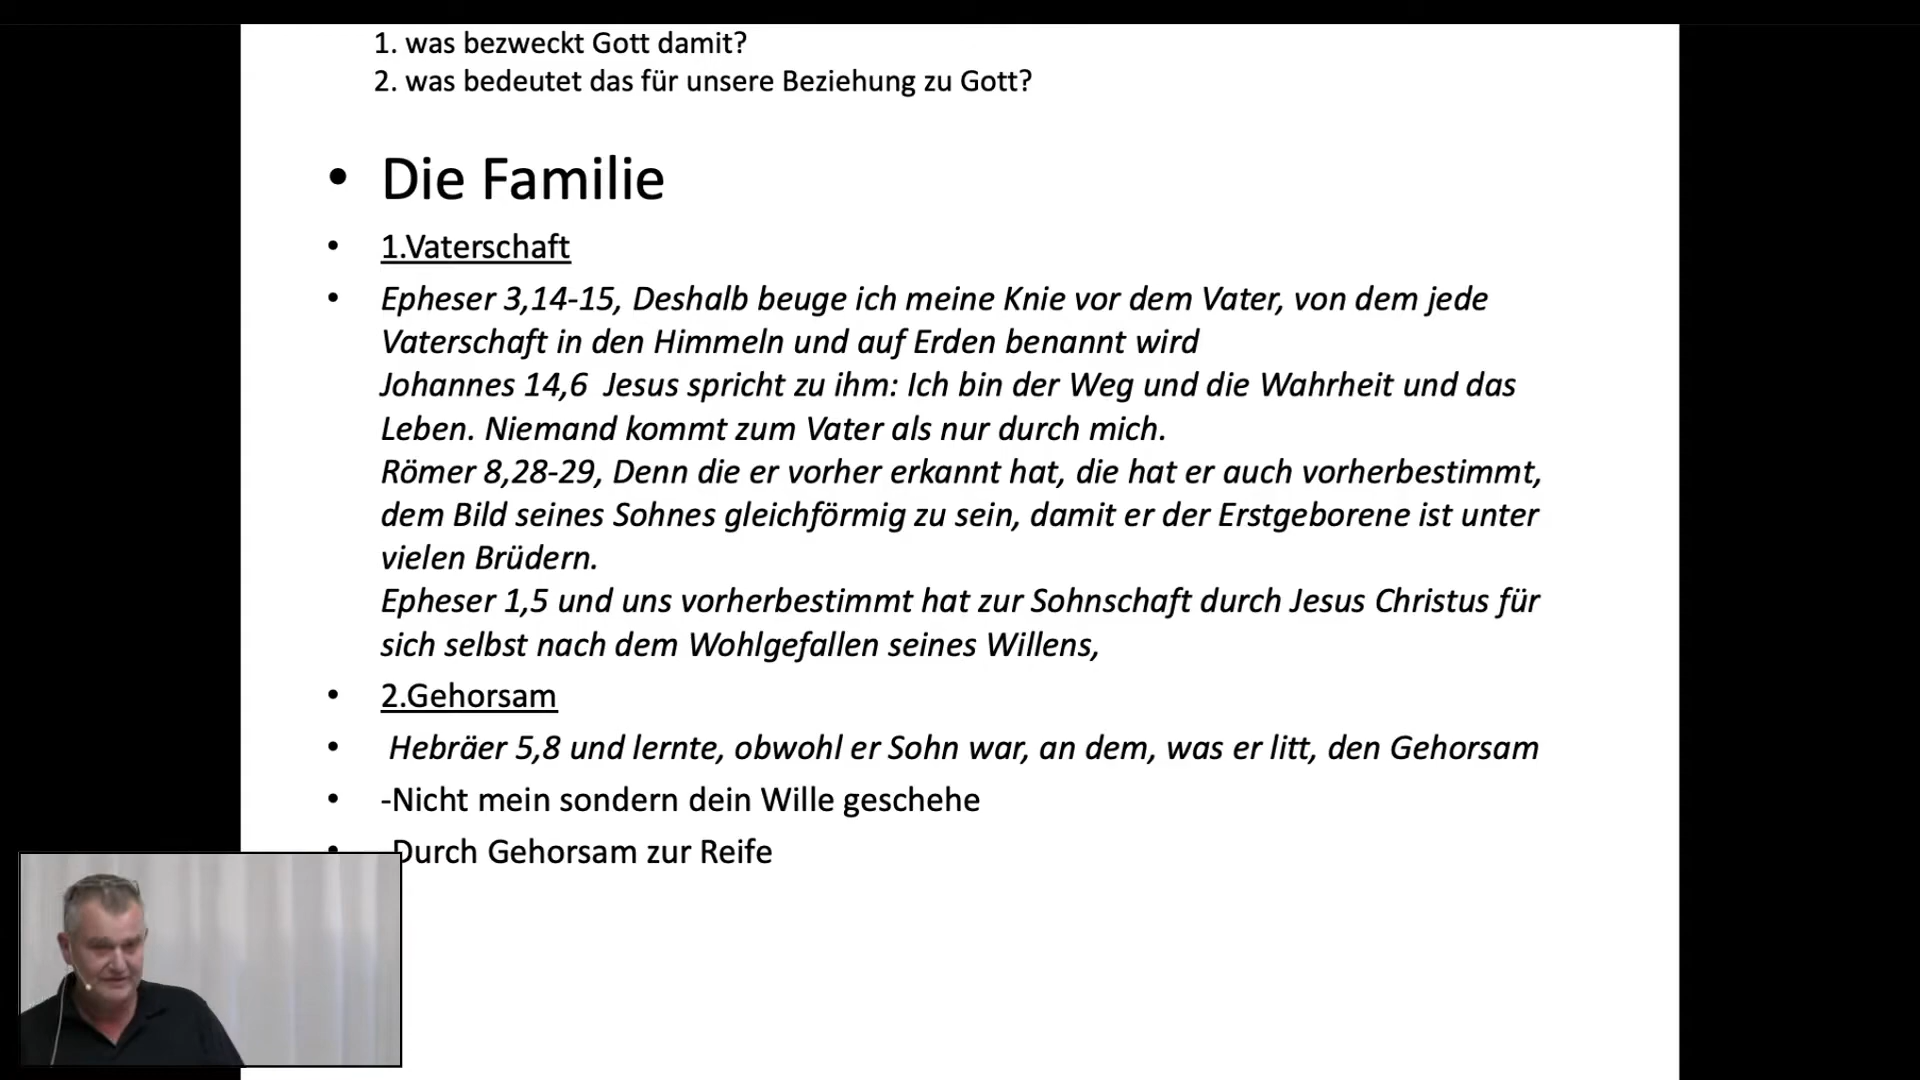 1. was bezweckt Gott damit?
2. was bedeutet das für unsere Beziehung zu Gott?
• Die Familie
• 1.Vaterschaft
• Epheser 3,14-15, Deshalb beuge ich meine Knie vor dem Vater, von dem jede
Vaterschaft in den Himmeln und auf Erden benannt wird
Johannes 14,6  Jesus spricht zu ihm: Ich bin der Weg und die Wahrheit und das
Leben. Niemand kommt zum Vater als nur durch mich.
Römer 8,28-29, Denn die er vorher erkannt hat, die hat er auch vorherbestimmt,
dem Bild seines Sohnes gleichförmig zu sein, damit er der Erstgeborene ist unter
vielen Brüdern.
Epheser 1,5 und uns vorherbestimmt hat zur Sohnschaft durch Jesus Christus für
sich selbst nach dem Wohlgefallen seines Willens,
• 2.Gehorsam
• Hebräer 5,8 und lernte, obwohl er Sohn war, an dem, was er litt, den Gehorsam
• -Nicht mein sondern dein Wille geschehe
• -Durch Gehorsam zur Reife